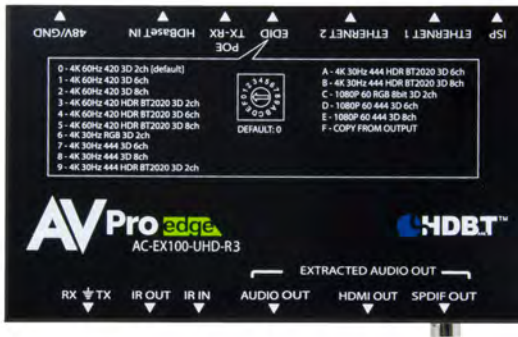 48V/GND HDBaseT IN TX-RX POE EDID ETHERNET 2 ETHERNET 1 ISP
0 - 4K 60Hz 420 3D 2ch [default]
1 - 4K 60Hz 420 3D 6ch
2 - 4K 60Hz 420 3D 8ch
3 - 4K 60Hz 420 HDR BT2020 3D 2ch
4 - 4K 60Hz 420 HDR BT2020 3D 6ch
5 - 4K 60Hz 420 HDR BT2020 3D 8ch
6 - 4K 30Hz RGB 3D 2ch
7 - 4K 30Hz 444 3D 6ch
8 - 4K 30Hz 444 3D 8ch
9 - 4K 30Hz 444 HDR BT2020 3D 2ch
0123456789ABCDEF
DEFAULT: 0
A - 4K 30Hz 444 HDR BT2020 3D 6ch
B - 4K 30Hz 444 HDR BT2020 3D 8ch
C - 1080P 60 RGB 8bit 3D 2ch
D - 1080P 60 444 3D 6ch
E - 1080P 60 444 3D 8ch
F - COPY FROM OUTPUT
AVPro edge
AC-EX100-UHD-R3
HDBT
EXTRACTED AUDIO OUT
RX TX IR OUT IR IN AUDIO OUT HDMI OUT SPDIF OUT